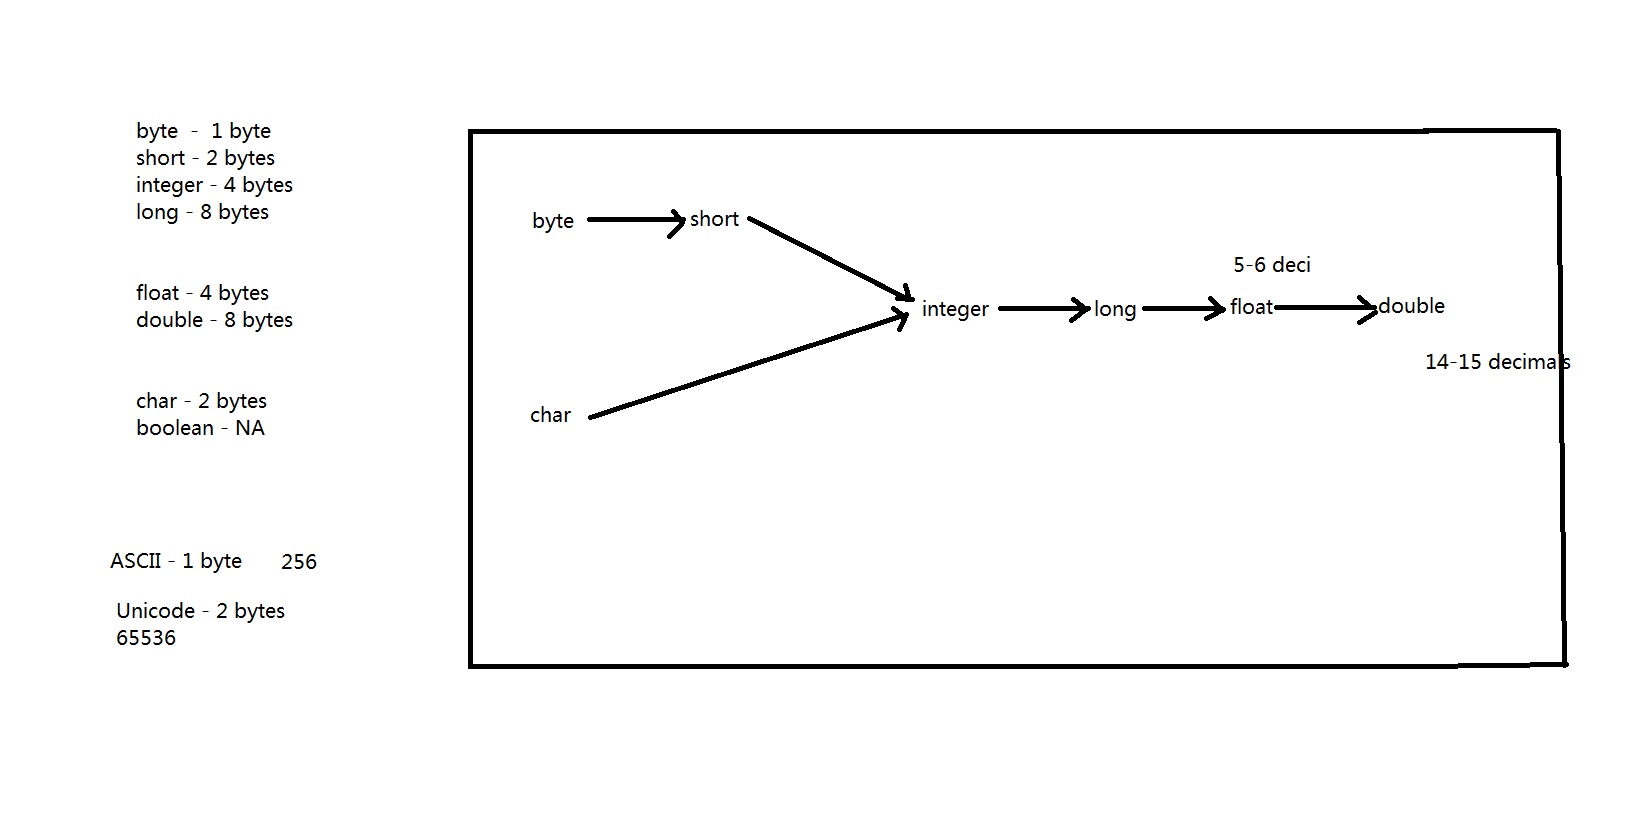 byte - 1 byte
short - 2 bytes
integer - 4 bytes
long - 8 bytes
float - 4 bytes
double - 8 bytes
char - 2 bytes
boolean - NA
ASCII - 1 byte 256
Unicode - 2 bytes
65536
byte short
5-6 deci
integer long float double
14-15 decimals
char